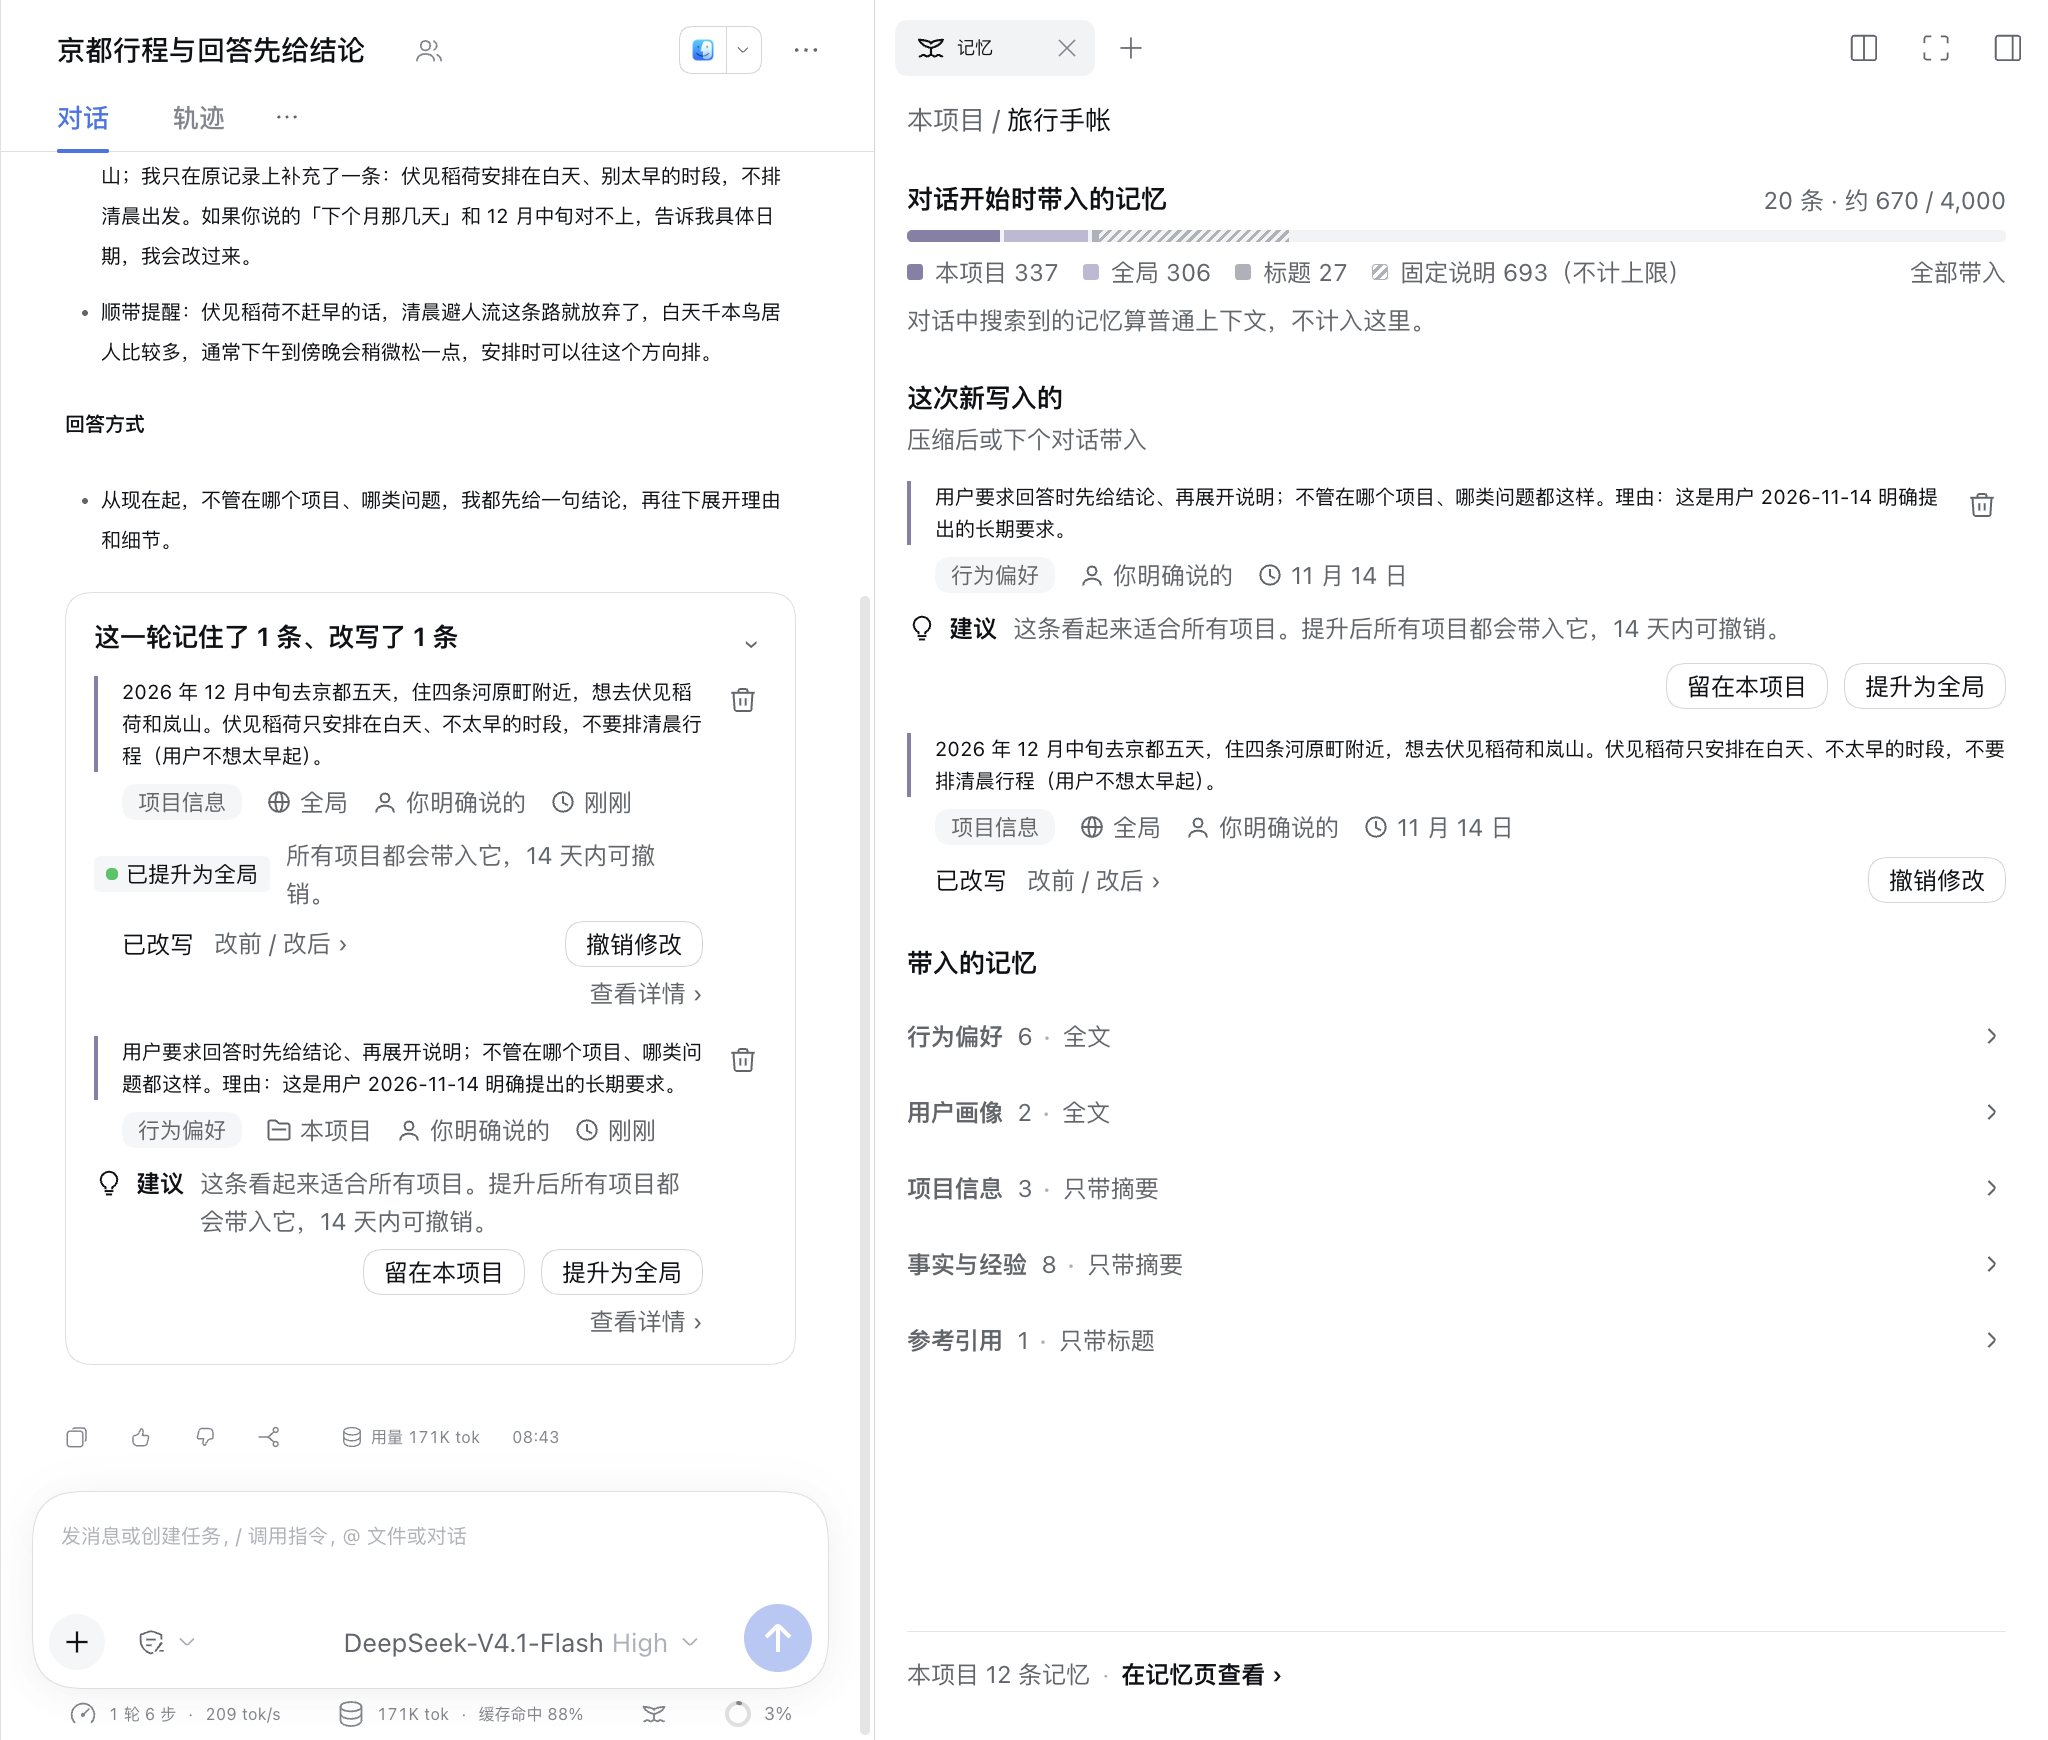 京都行程与回答先给结论
对话 轨迹 ···
山；我只在原记录上补充了一条：伏见稻荷安排在白天、别太早的时段，不排
清晨出发。如果你说的「下个月那几天」和 12 月中旬对不上，告诉我具体日
期，我会改过来。
• 顺带提醒：伏见稻荷不赶早的话，清晨避人流这条路就放弃了，白天千本鸟居
人比较多，通常下午到傍晚会稍微松一点，安排时可以往这个方向排。
回答方式
• 从现在起，不管在哪个项目、哪类问题，我都先给一句结论，再往下展开理由
和细节。
这一轮记住了 1 条、改写了 1 条
2026 年 12 月中旬去京都五天，住四条河原町附近，想去伏见稻
荷和岚山。伏见稻荷只安排在白天、不太早的时段，不要排清晨行
程（用户不想太早起）。
项目信息 全局 你明确说的 刚刚
已提升为全局 所有项目都会带入它，14 天内可撤
销。
已改写 改前 / 改后 › 撤销修改
查看详情 ›
用户要求回答时先给结论、再展开说明；不管在哪个项目、哪类问
题都这样。理由：这是用户 2026-11-14 明确提出的长期要求。
行为偏好 本项目 你明确说的 刚刚
建议 这条看起来适合所有项目。提升后所有项目都
会带入它，14 天内可撤销。
留在本项目 提升为全局
查看详情 ›
用量 171K tok 08:43
发消息或创建任务, / 调用指令, @ 文件或对话
DeepSeek-V4.1-Flash High
1 轮 6 步 · 209 tok/s 171K tok · 缓存命中 88% 3%
记忆
本项目 / 旅行手帐
对话开始时带入的记忆 20 条 · 约 670 / 4,000
本项目 337 全局 306 标题 27 固定说明 693（不计上限） 全部带入
对话中搜索到的记忆算普通上下文，不计入这里。
这次新写入的
压缩后或下个对话带入
用户要求回答时先给结论、再展开说明；不管在哪个项目、哪类问题都这样。理由：这是用户 2026-11-14 明确提
出的长期要求。
行为偏好 你明确说的 11 月 14 日
建议 这条看起来适合所有项目。提升后所有项目都会带入它，14 天内可撤销。
留在本项目 提升为全局
2026 年 12 月中旬去京都五天，住四条河原町附近，想去伏见稻荷和岚山。伏见稻荷只安排在白天、不太早的时段，不要
排清晨行程（用户不想太早起）。
项目信息 全局 你明确说的 11 月 14 日
已改写 改前 / 改后 › 撤销修改
带入的记忆
行为偏好 6 · 全文
用户画像 2 · 全文
项目信息 3 · 只带摘要
事实与经验 8 · 只带摘要
参考引用 1 · 只带标题
本项目 12 条记忆 · 在记忆页查看 ›